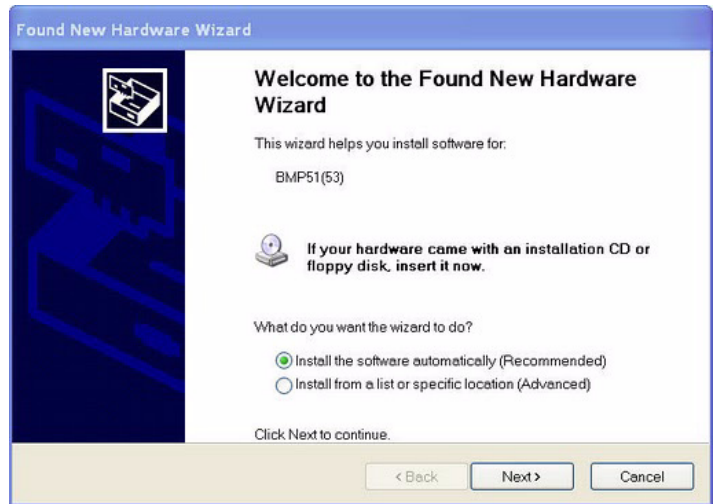 Found New Hardware Wizard
Welcome to the Found New Hardware
Wizard
This wizard helps you install software for:
BMP51(53)
If your hardware came with an installation CD or
floppy disk, insert it now.
What do you want the wizard to do?
Install the software automatically (Recommended)
Install from a list or specific location (Advanced)
Click Next to continue.
< Back
Next >
Cancel